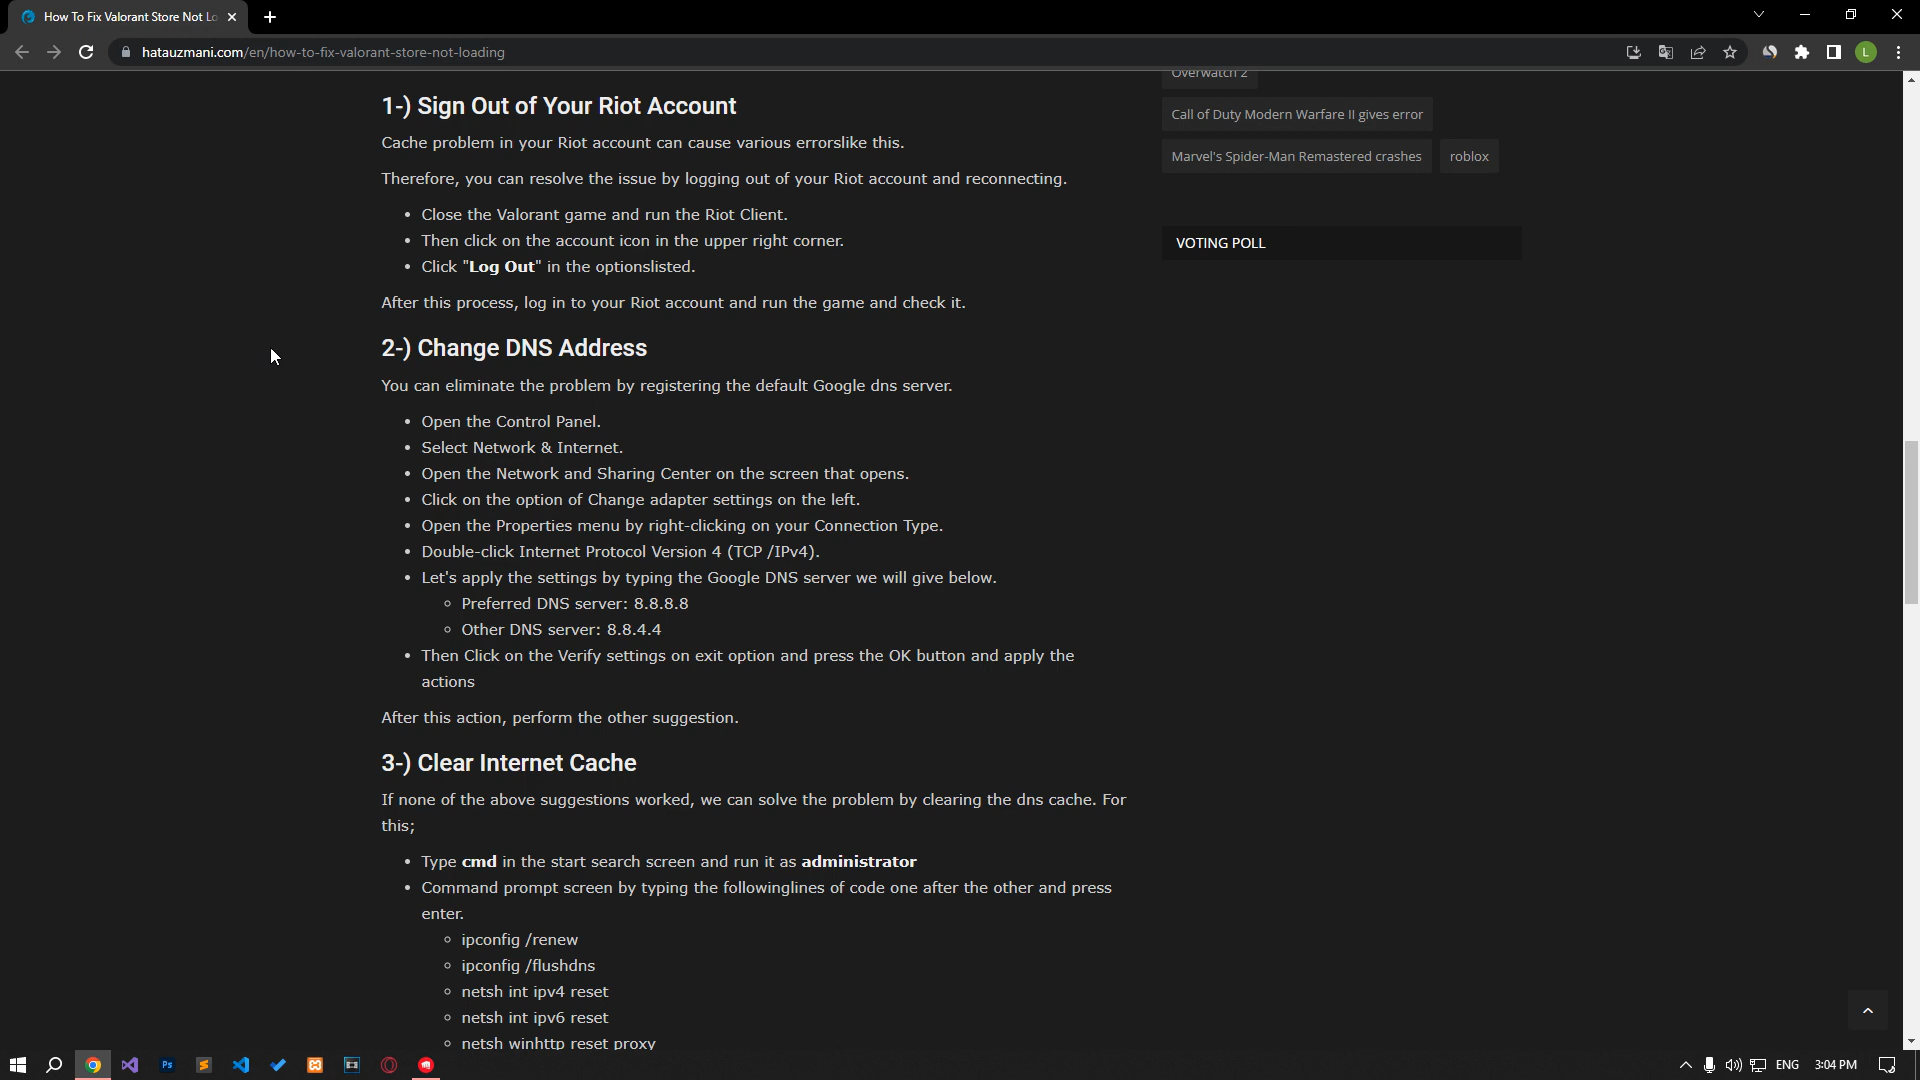 How To Fix Valorant Store Not Lo
hatauzmani.com/en/how-to-fix-valorant-store-not-loading
L
Overwatch 2
1-) Sign Out of Your Riot Account
Call of Duty Modern Warfare II gives error
Cache problem in your Riot account can cause various errorslike this.
Marvel's Spider-Man Remastered crashes
roblox
Therefore, you can resolve the issue by logging out of your Riot account and reconnecting.
• Close the Valorant game and run the Riot Client.
• Then click on the account icon in the upper right corner.
VOTING POLL
• Click "Log Out" in the optionslisted.
After this process, log in to your Riot account and run the game and check it.
2-) Change DNS Address
You can eliminate the problem by registering the default Google dns server.
• Open the Control Panel.
• Select Network & Internet.
• Open the Network and Sharing Center on the screen that opens.
• Click on the option of Change adapter settings on the left.
• Open the Properties menu by right-clicking on your Connection Type.
• Double-click Internet Protocol Version 4 (TCP /IPv4).
• Let's apply the settings by typing the Google DNS server we will give below.
◦ Preferred DNS server: 8.8.8.8
◦ Other DNS server: 8.8.4.4
• Then Click on the Verify settings on exit option and press the OK button and apply the
actions
After this action, perform the other suggestion.
3-) Clear Internet Cache
If none of the above suggestions worked, we can solve the problem by clearing the dns cache. For
this;
• Type cmd in the start search screen and run it as administrator
• Command prompt screen by typing the followinglines of code one after the other and press
enter.
◦ ipconfig /renew
◦ ipconfig /flushdns
◦ netsh int ipv4 reset
◦ netsh int ipv6 reset
◦ netsh winhttp reset proxy
Ps
ENG
3:04 PM